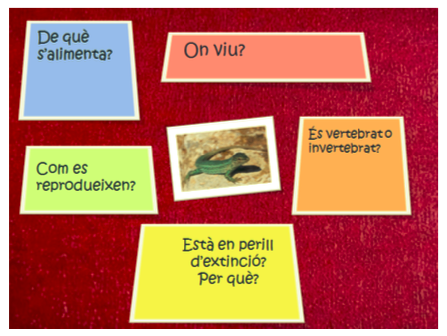 De què
s'alimenta?
On viu?
És vertebrat o
invertebrat?
Com es
reprodueixen?
Està en perill
d'extinció?
Per què?